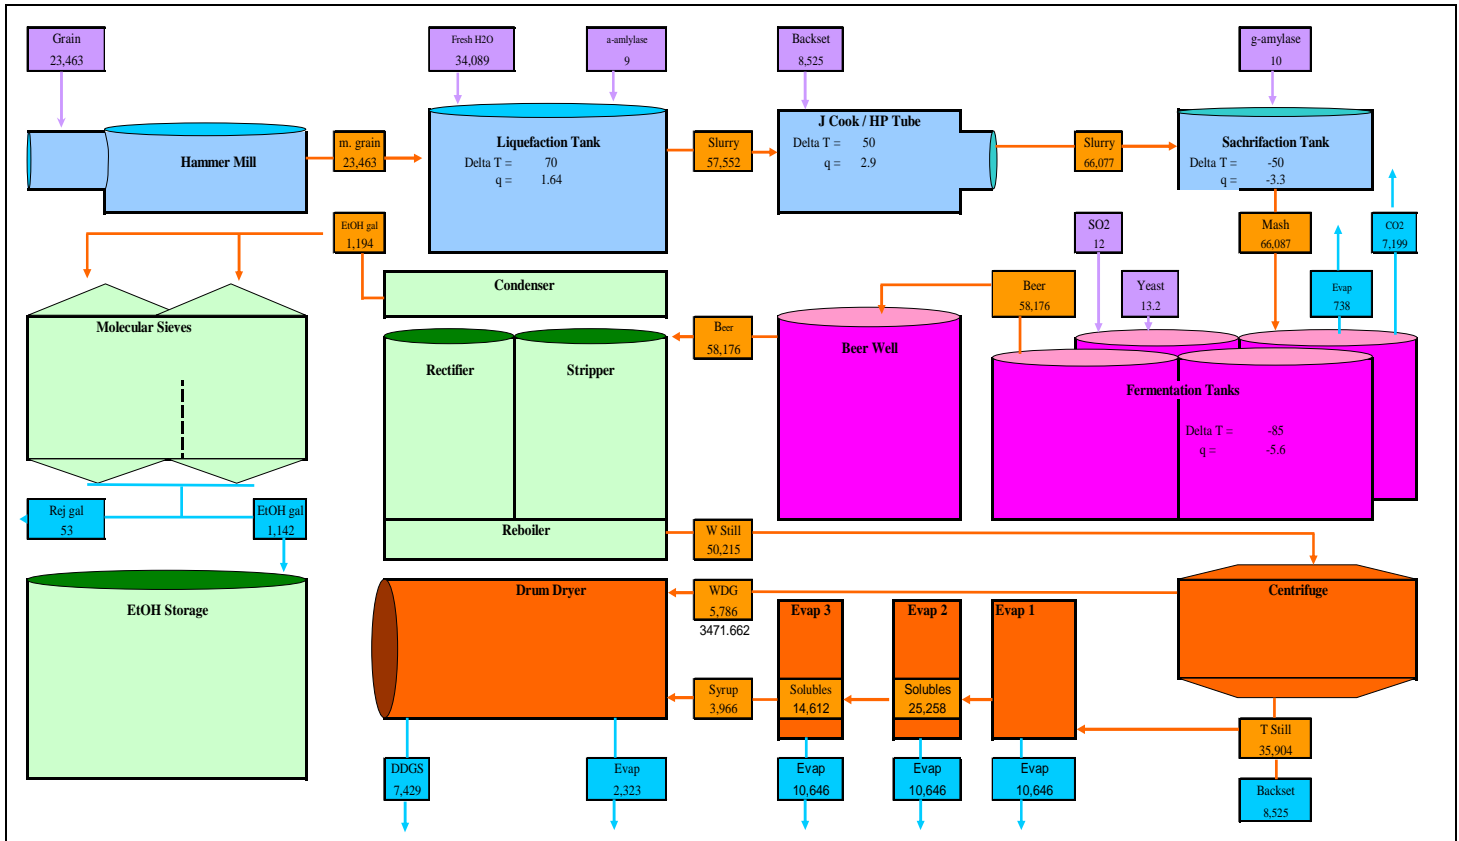 Grain
23,463
Fresh H2O
34,089
a-amlylase
9
Backset
8,525
g-amylase
10
Hammer Mill
m. grain
23,463
Liquefaction Tank
Delta T = 70
q = 1.64
Slurry
57,552
J Cook / HP Tube
Delta T = 50
q = 2.9
Slurry
66,077
Sachrifaction Tank
Delta T = -50
q = -3.3
EtOH gal
1,194
SO2
12
Mash
66,087
CO2
7,199
Condenser
Beer
58,176
Yeast
13.2
Evap
738
Molecular Sieves
Beer
58,176
Beer Well
Rectifier
Stripper
Fermentation Tanks
Delta T = -85
q = -5.6
Rej gal
53
EtOH gal
1,142
Reboiler
W Still
50,215
EtOH Storage
Drum Dryer
WDG
5,786
3471.662
Evap 3
Evap 2
Evap 1
Centrifuge
Syrup
3,966
Solubles
14,612
Solubles
25,258
T Still
35,904
DDGS
7,429
Evap
2,323
Evap
10,646
Evap
10,646
Evap
10,646
Backset
8,525